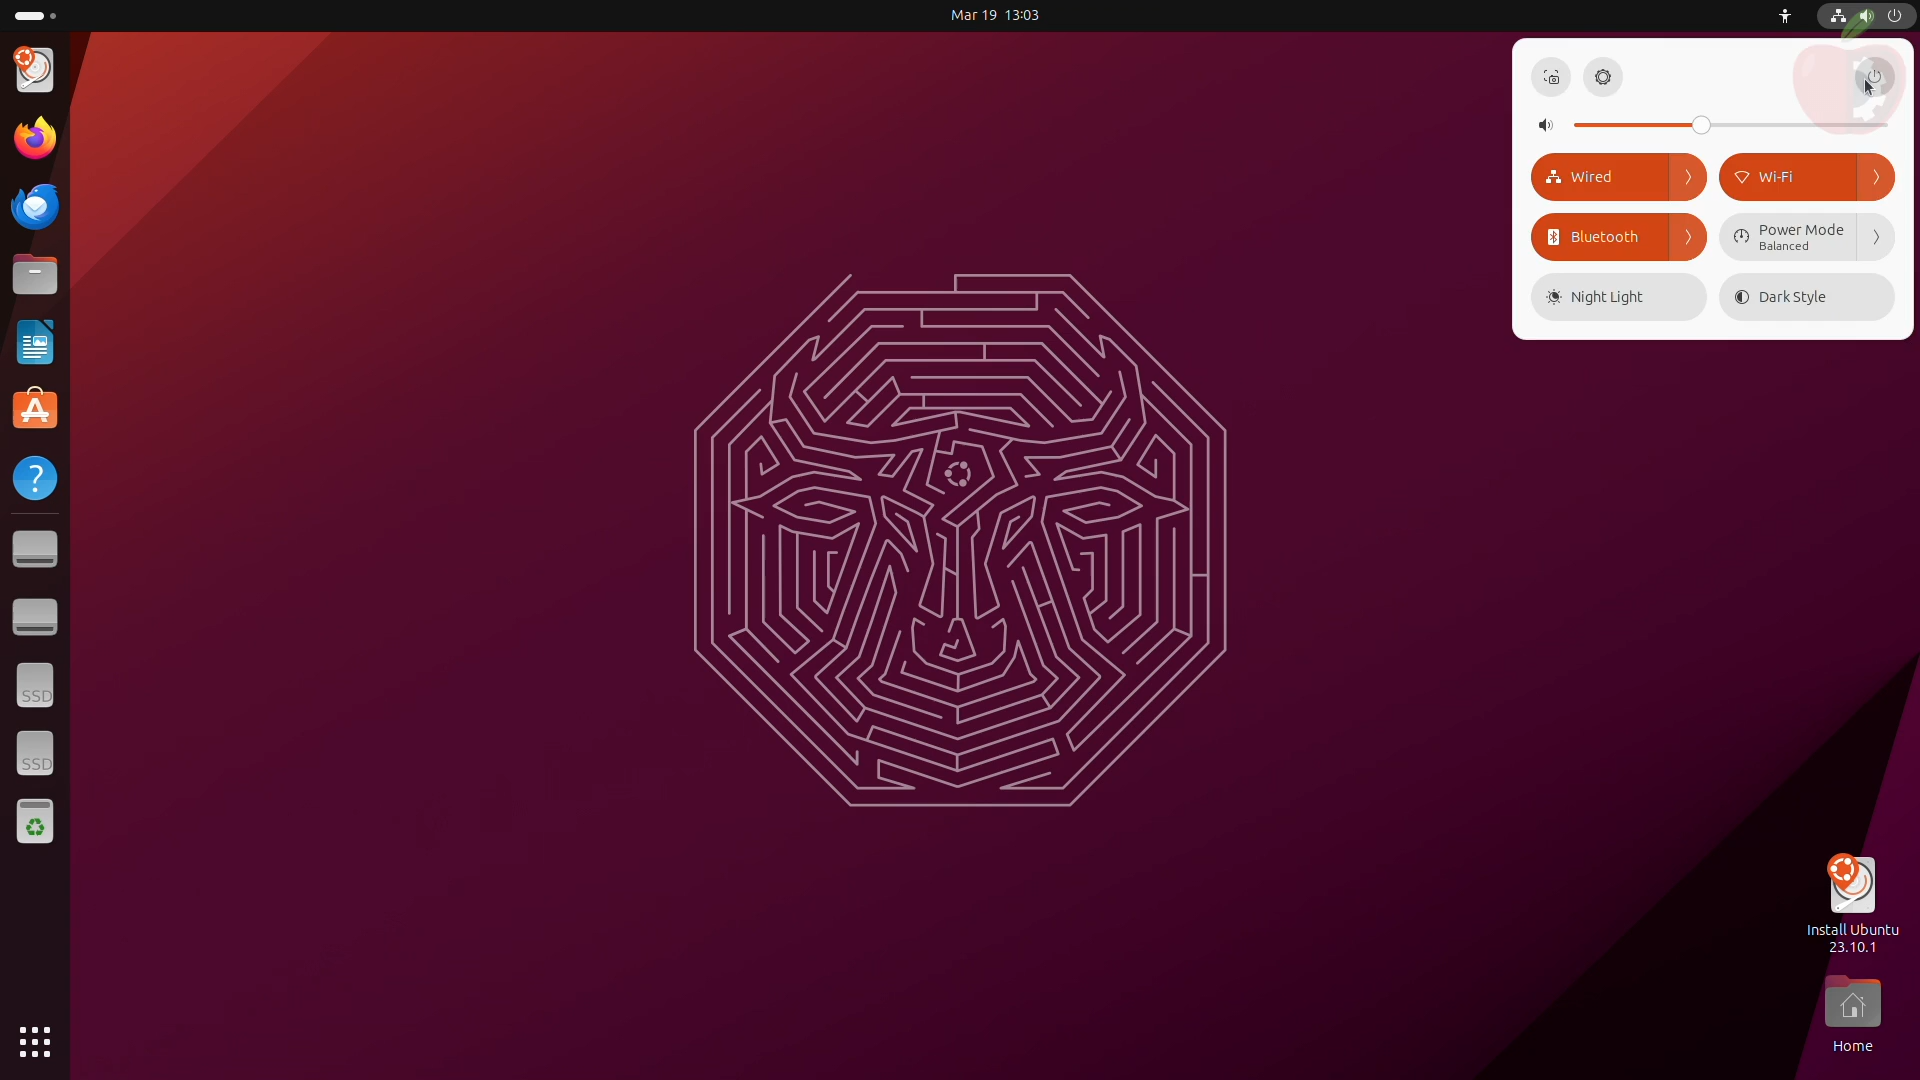 Mar 19 13:03
Wired
Wi-Fi
Bluetooth
Power Mode
Balanced
Night Light
Dark Style
?
SSD
SSD
Install Ubuntu
23.10.1
Home